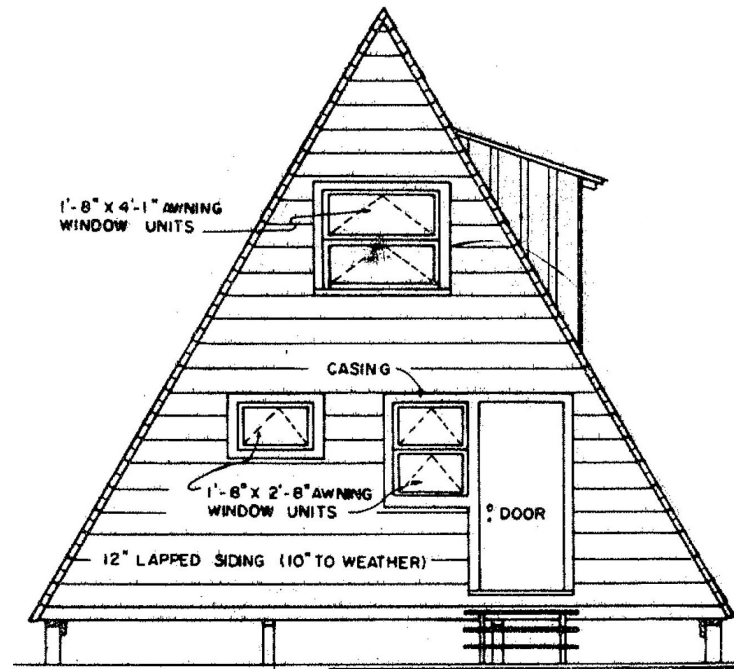 1'-8" X 4'-1" AWNING
WINDOW UNITS
CASING
1'-8" X 2'-8" AWNING
WINDOW UNITS
DOOR
12" LAPPED SIDING (10" TO WEATHER)